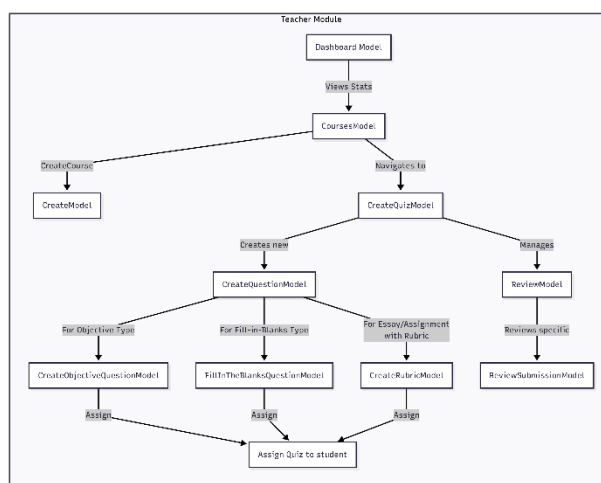 Teacher Module
Dashboard Model
Views Stats
CoursesModel
CreateCourse
Navigates to
CreateModel
CreateQuizModel
Creates new
Manages
CreateQuestionModel
ReviewModel
For Objective Type
For Fill-in-Blanks Type
For Essay/Assignment
with Rubric
Reviews specific
CreateObjectiveQuestionModel
FillInTheBlanksQuestionModel
CreateRubricModel
ReviewSubmissionModel
Assign
Assign
Assign
Assign Quiz to student